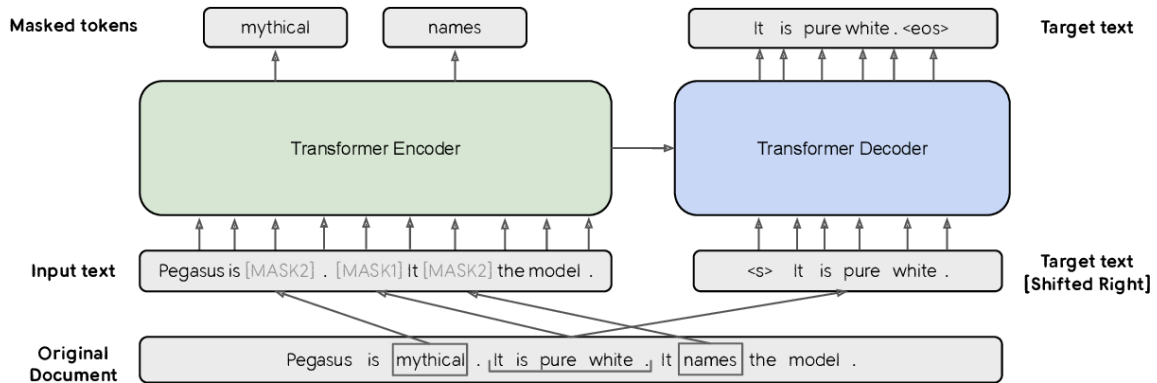 Masked tokens
mythical
names
It is pure white . <eos>
Target text
Transformer Encoder
Transformer Decoder
Input text
Pegasus is [MASK2] . [MASK1] It [MASK2] the model .
<s> It is pure white .
Target text
[Shifted Right]
Original
Document
Pegasus is mythical . It is pure white . It names the model .